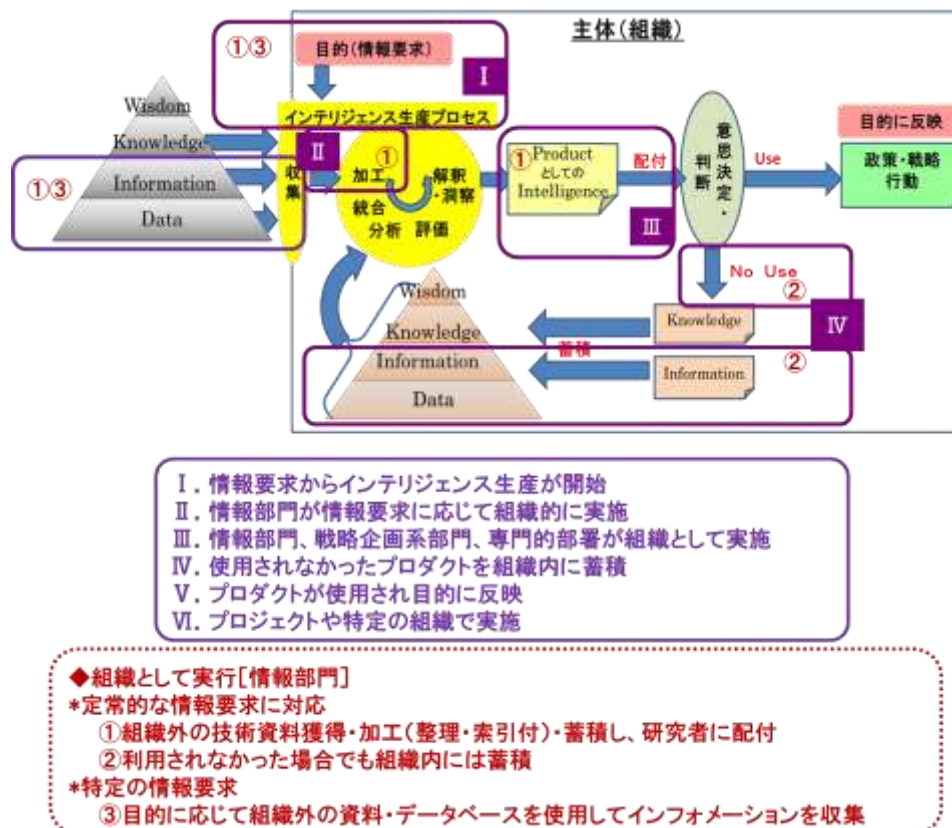 主体(組織)
①③
目的(情報要求)
Ⅰ
Wisdom
Knowledge
Information
Data
①③
インテリジェンス生産プロセス
収集
Ⅱ
①
加工
統合
分析
評価
解釈・洞察
①
Product
としての
Intelligence
配付
Ⅲ
意思決定・
判断
Use
目的に反映
政策・戦略
行動
No Use
②
Ⅳ
Wisdom
Knowledge
Information
Data
蓄積
Knowledge
Information
②
Ⅰ. 情報要求からインテリジェンス生産が開始
Ⅱ. 情報部門が情報要求に応じて組織的に実施
Ⅲ. 情報部門、戦略企画系部門、専門的部署が組織として実施
Ⅳ. 使用されなかったプロダクトを組織内に蓄積
Ⅴ. プロダクトが使用され目的に反映
Ⅵ. プロジェクトや特定の組織で実施
◆組織として実行[情報部門]
*定常的な情報要求に対応
①組織外の技術資料獲得・加工(整理・索引付)・蓄積し、研究者に配付
②利用されなかった場合でも組織内には蓄積
*特定の情報要求
③目的に応じて組織外の資料・データベースを使用してインフォメーションを収集